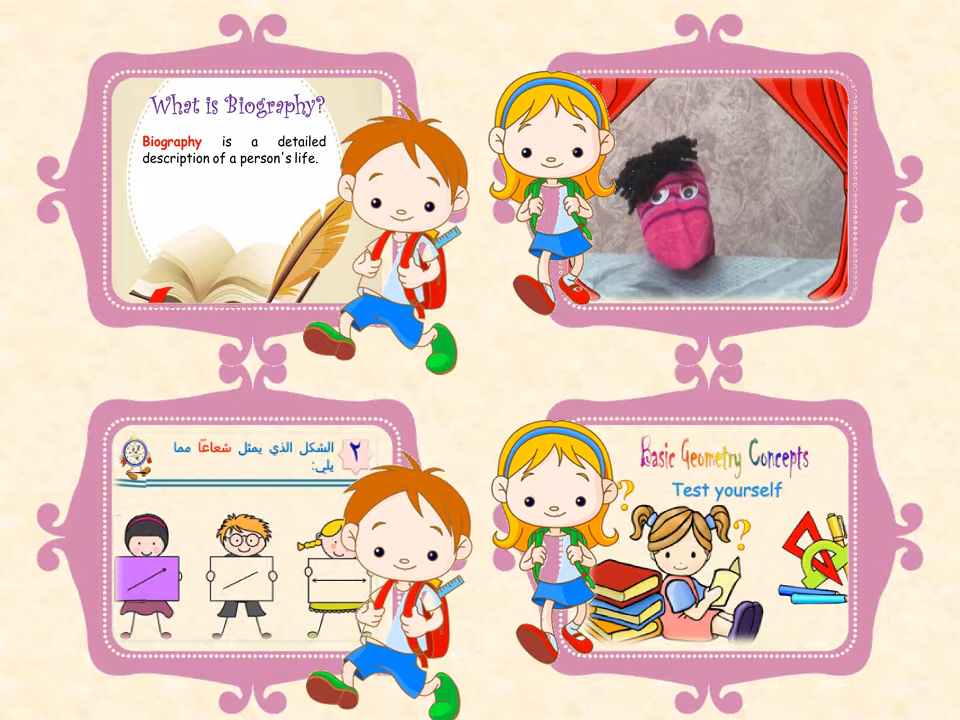 What is Biography?
Biography is a detailed
description of a person's life.
٢
الشكل الذي يمثل شعاعًا مما
يلي:
Basic Geometry Concepts
Test yourself